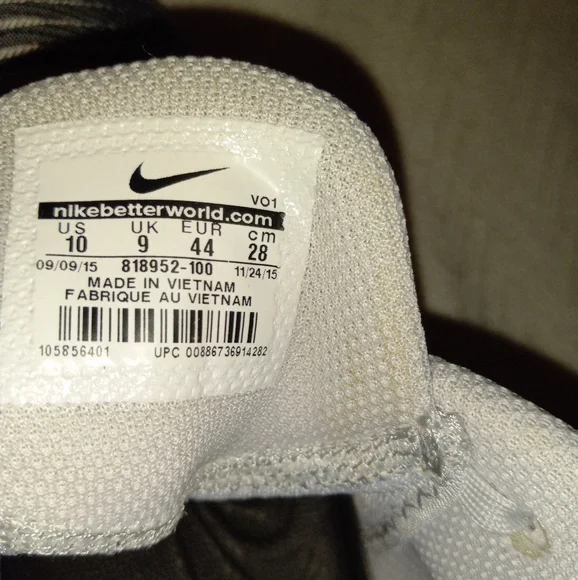 VO1
nikebetterworld.com
US UK EUR cm
10 9 44 28
09/09/15 818952-100 11/24/15
MADE IN VIETNAM
FABRIQUE AU VIETNAM
105856401 UPC 00886736914282